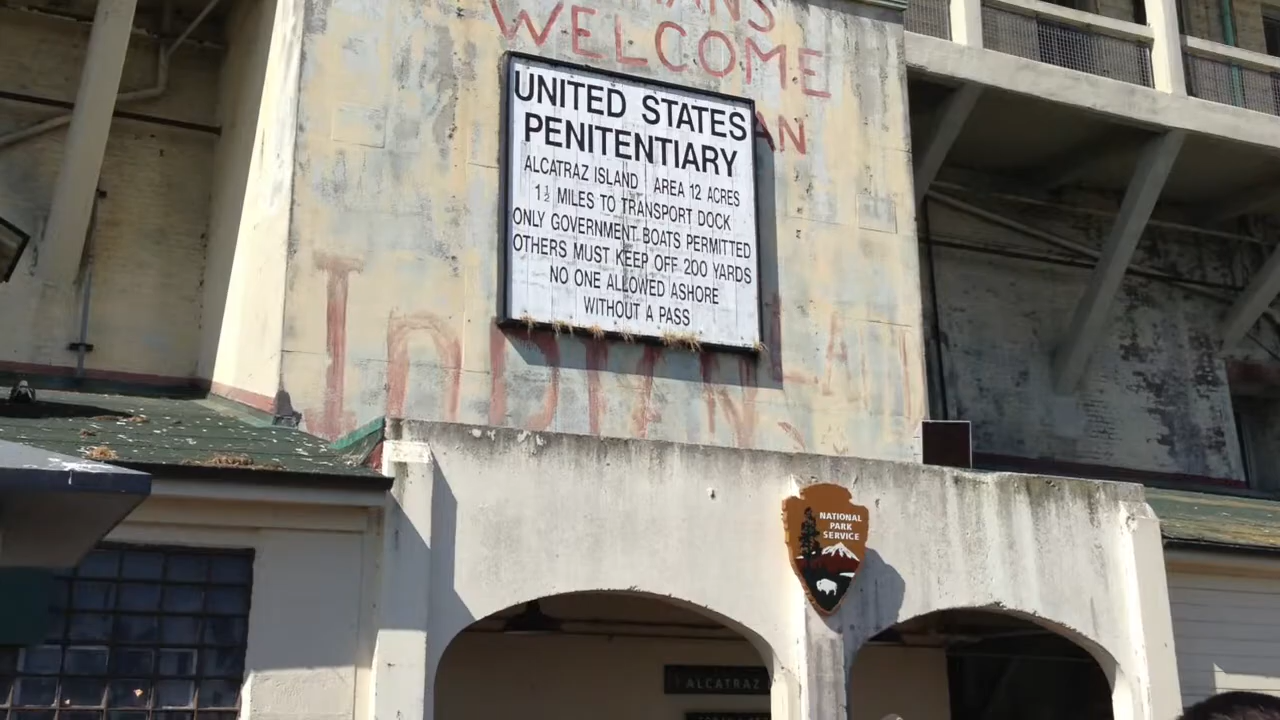 WELCOME
UNITED STATES
PENITENTIARY
ALCATRAZ ISLAND AREA 12 ACRES
1½ MILES TO TRANSPORT DOCK
ONLY GOVERNMENT BOATS PERMITTED
OTHERS MUST KEEP OFF 200 YARDS
NO ONE ALLOWED ASHORE
WITHOUT A PASS
NATIONAL
PARK
SERVICE
ALCATRAZ